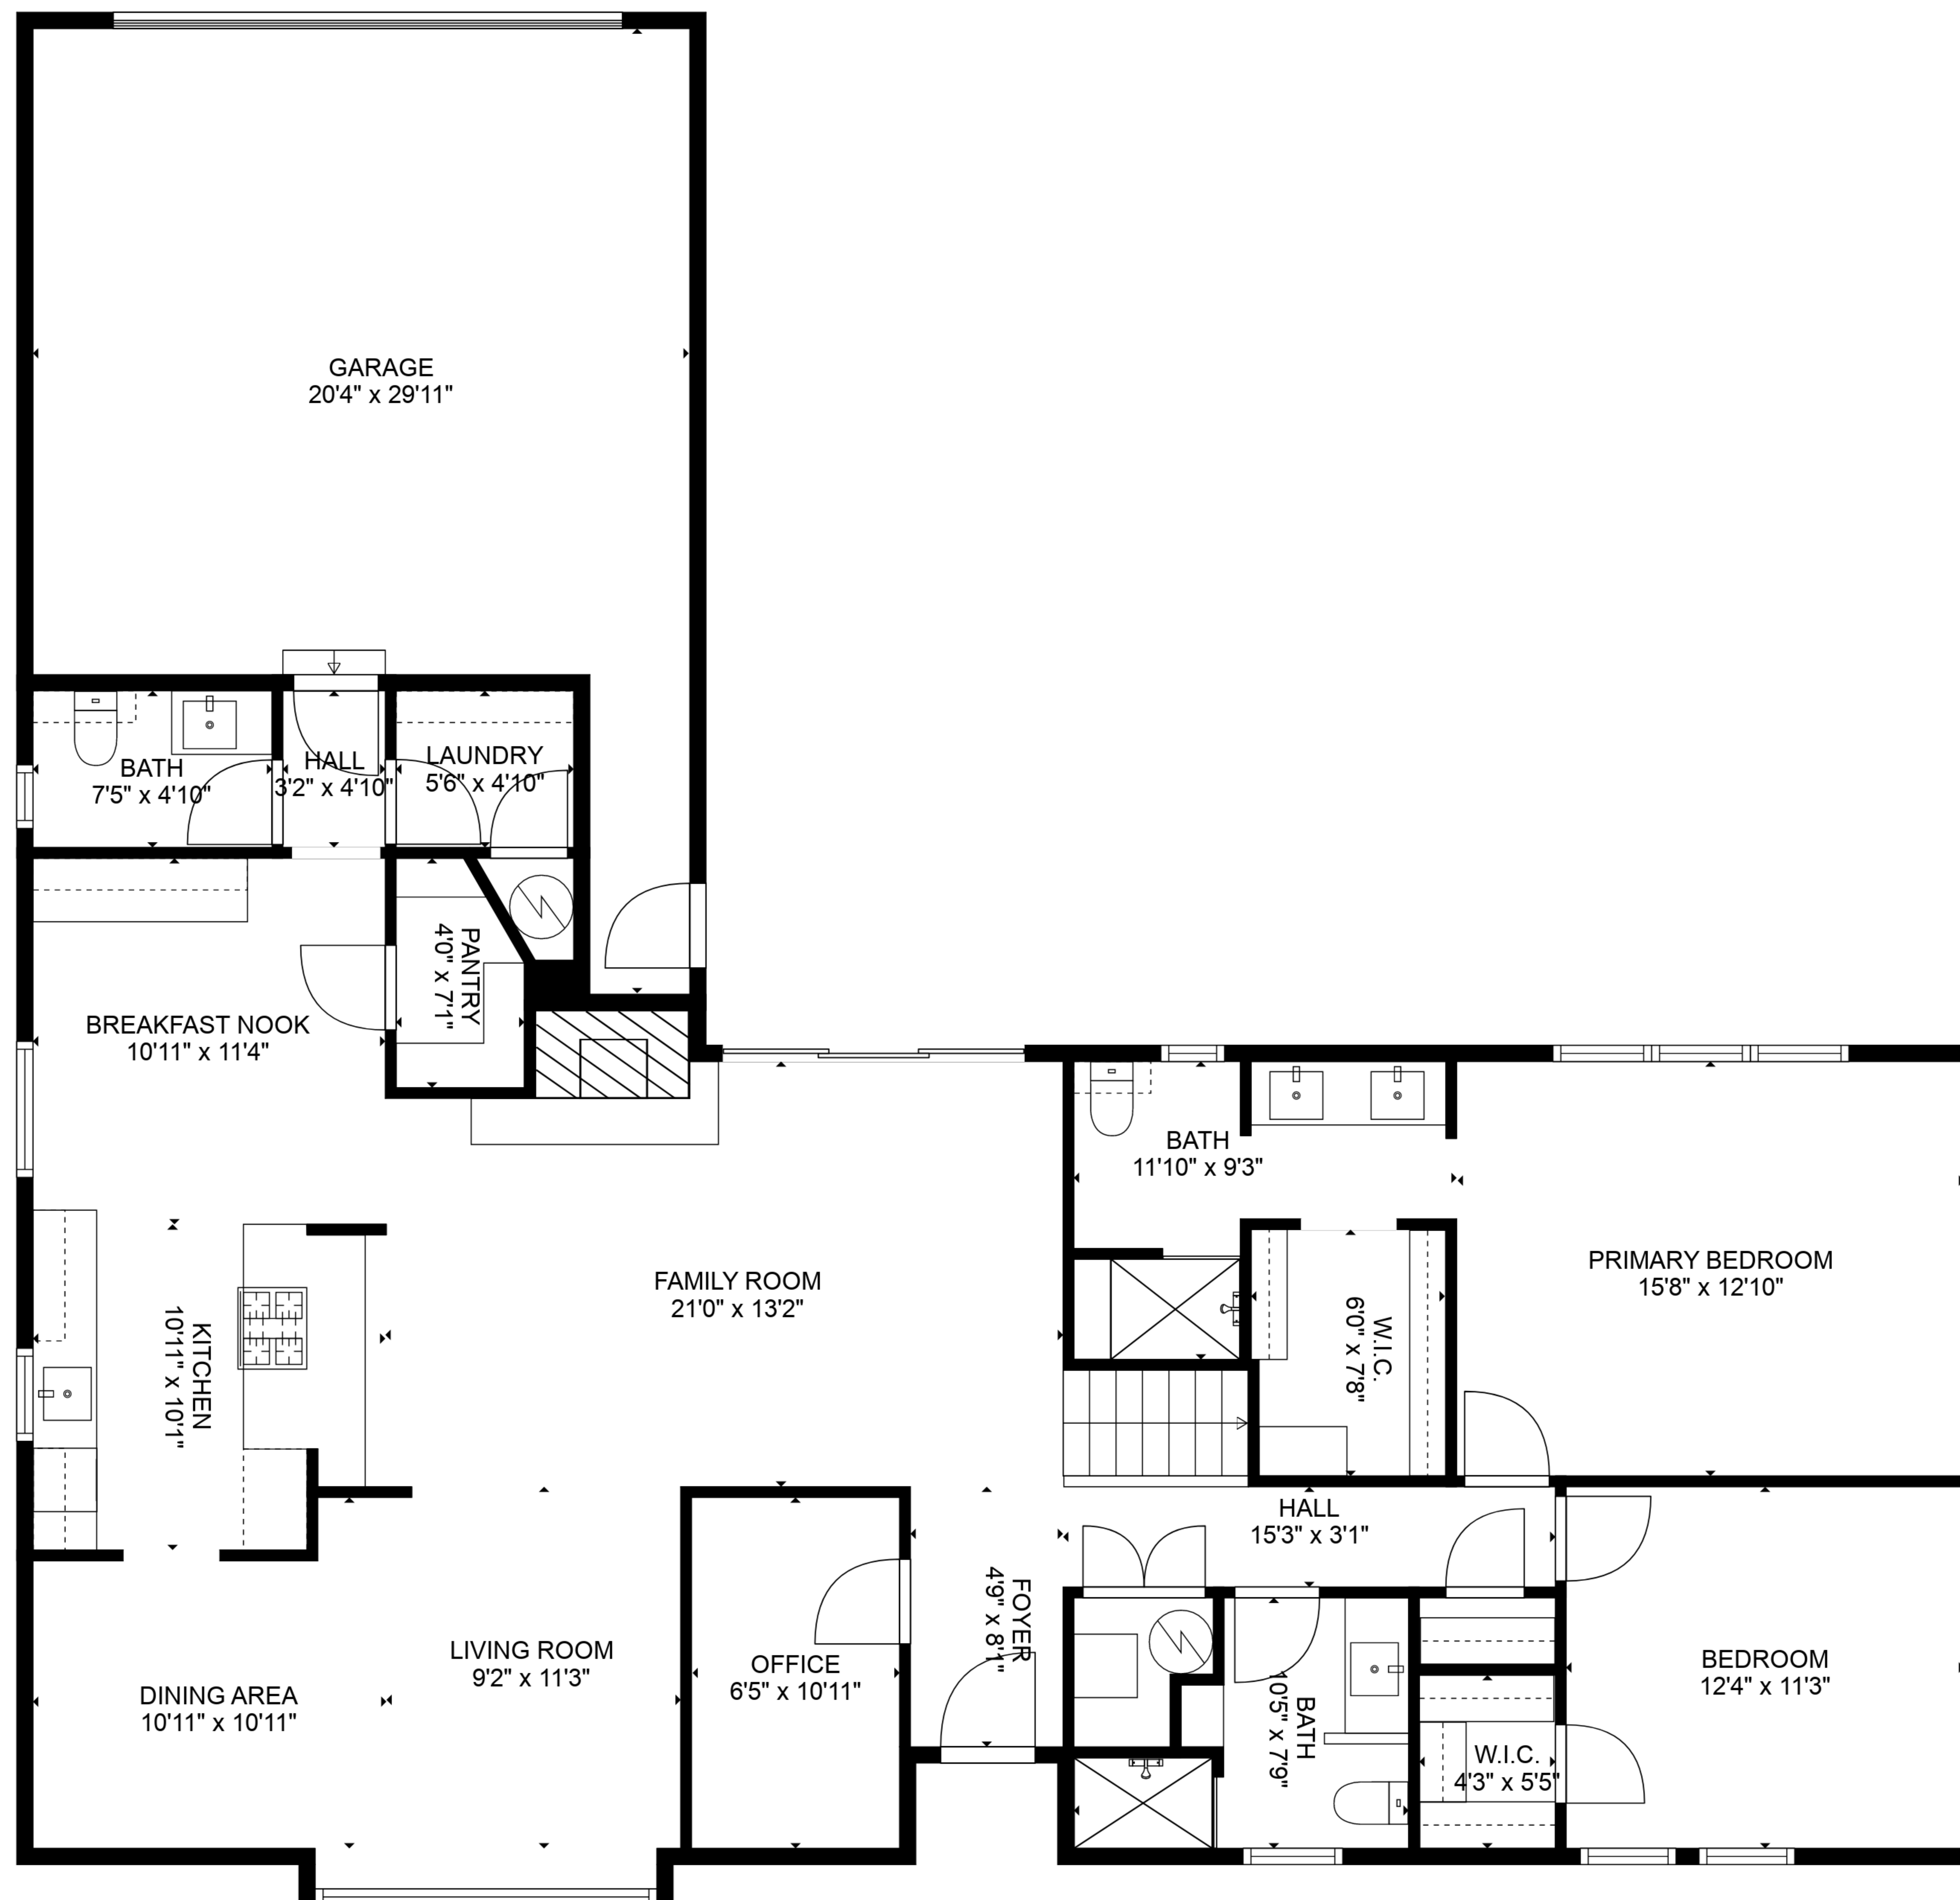 GARAGE
20'4" x 29'11"
BATH
7'5" x 4'10"
HALL
3'2" x 4'10"
LAUNDRY
5'6" x 4'10"
PANTRY
4'0" x 7'1"
BREAKFAST NOOK
10'11" x 11'4"
BATH
11'10" x 9'3"
PRIMARY BEDROOM
15'8" x 12'10"
FAMILY ROOM
21'0" x 13'2"
KITCHEN
10'11" x 10'1"
W.I.C.
6'0" x 7'8"
HALL
15'3" x 3'1"
FOYER
4'9" x 8'1"
LIVING ROOM
9'2" x 11'3"
OFFICE
6'5" x 10'11"
BEDROOM
12'4" x 11'3"
DINING AREA
10'11" x 10'11"
BATH
10'5" x 7'9"
W.I.C.
4'3" x 5'5"